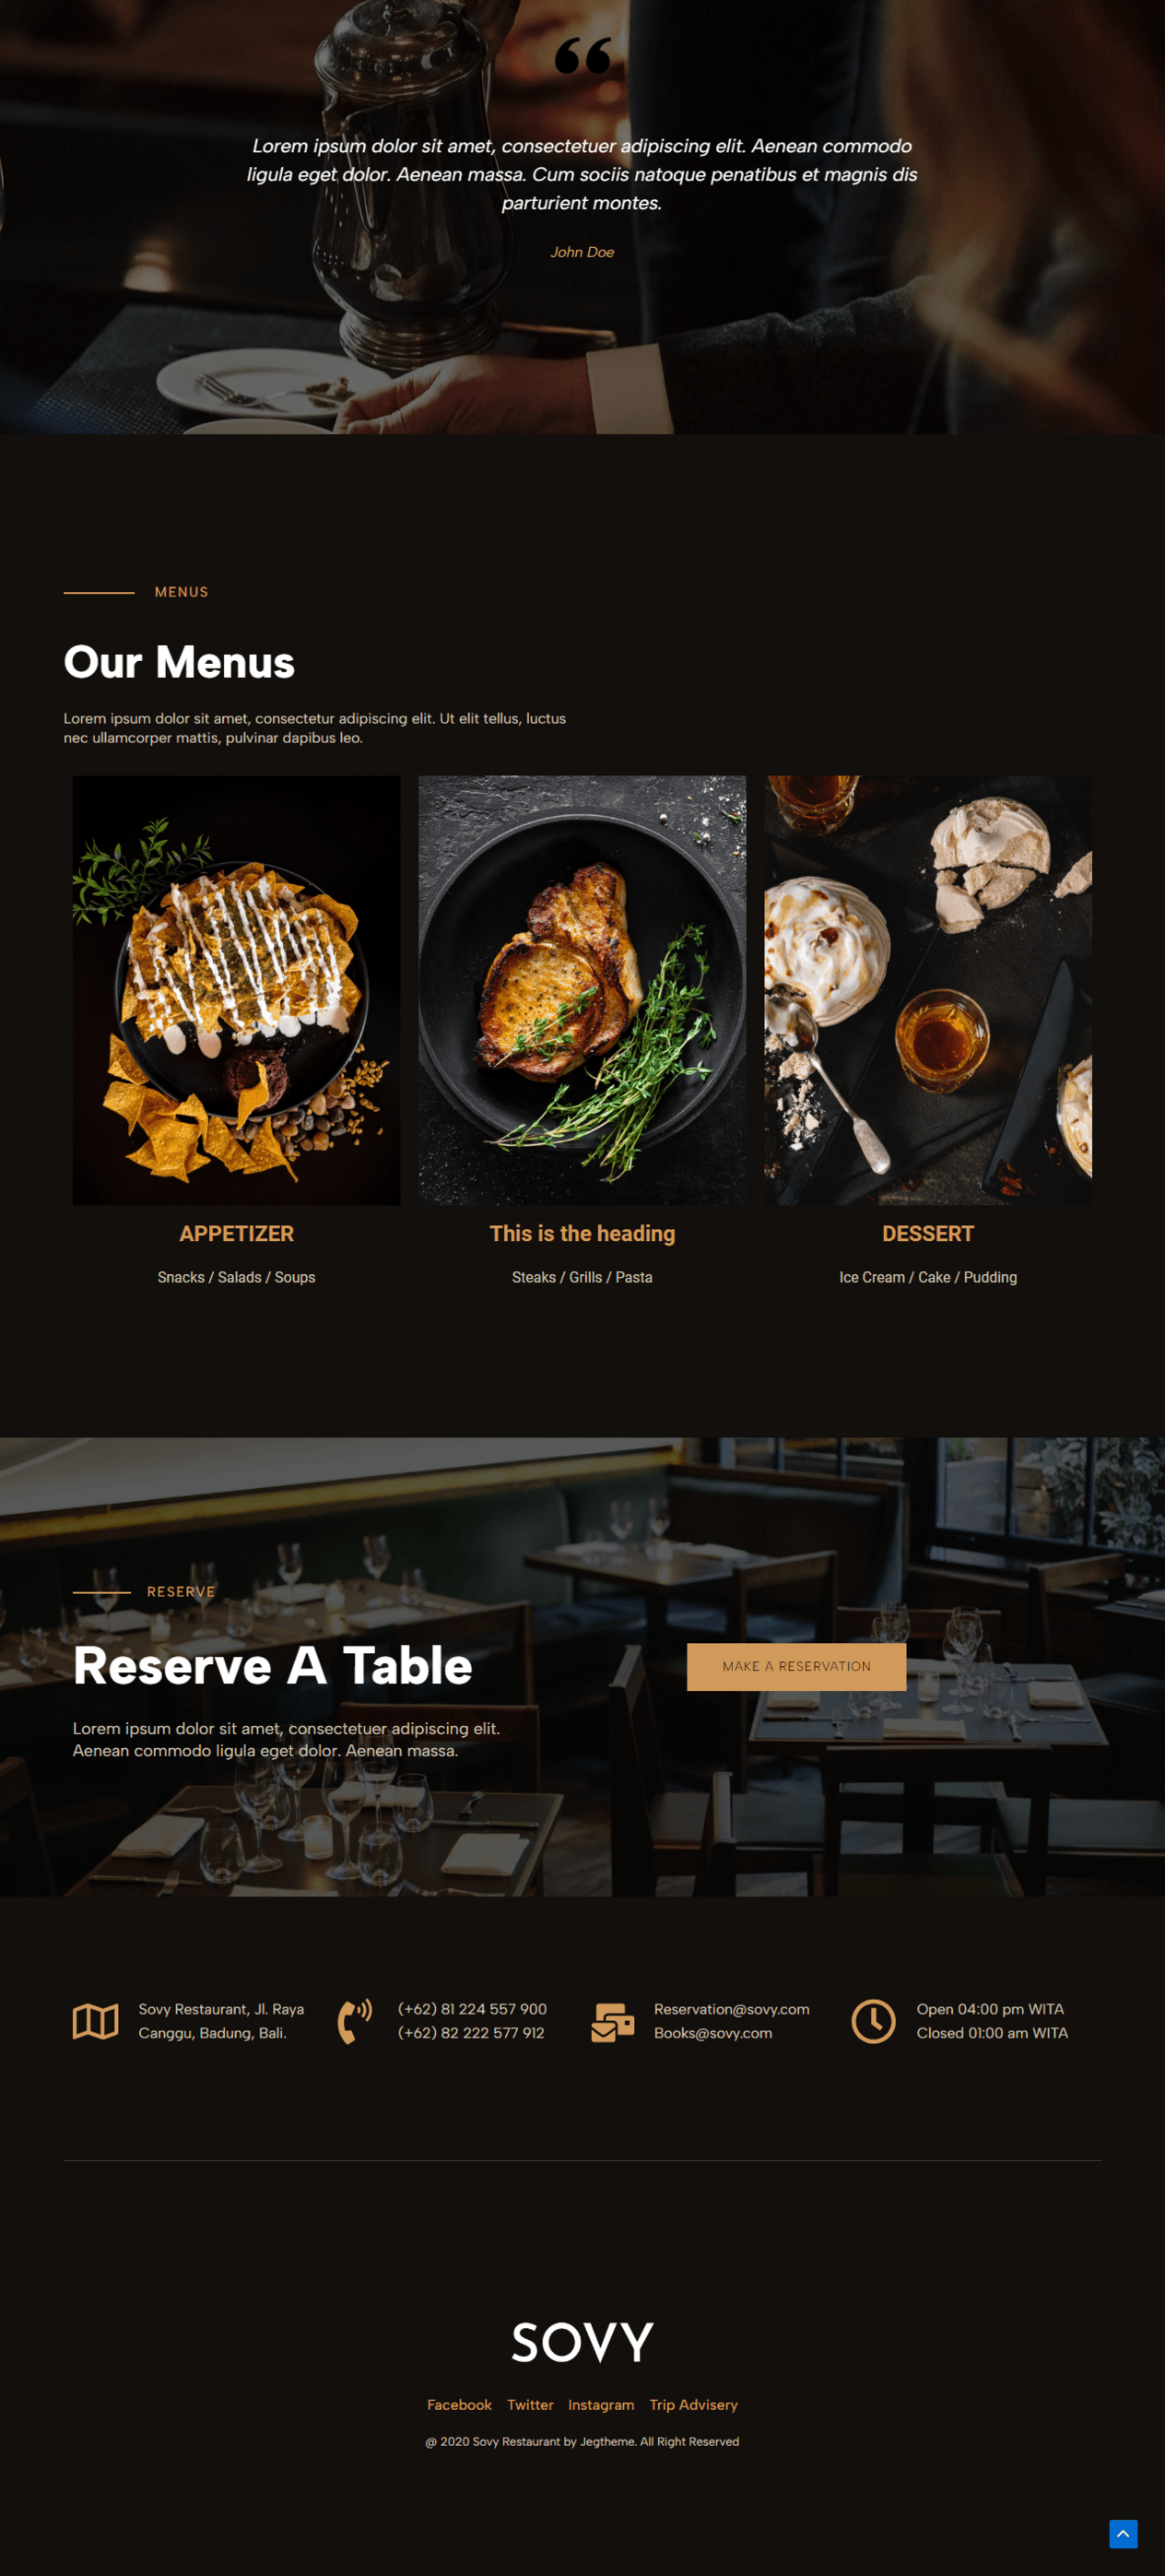 “
Lorem ipsum dolor sit amet, consectetuer adipiscing elit. Aenean commodo
ligula eget dolor. Aenean massa. Cum sociis natoque penatibus et magnis dis
parturient montes.
John Doe
MENUS
Our Menus
Lorem ipsum dolor sit amet, consectetur adipiscing elit. Ut elit tellus, luctus
nec ullamcorper mattis, pulvinar dapibus leo.
APPETIZER
Snacks / Salads / Soups
This is the heading
Steaks / Grills / Pasta
DESSERT
Ice Cream / Cake / Pudding
RESERVE
Reserve A Table
Lorem ipsum dolor sit amet, consectetuer adipiscing elit.
Aenean commodo ligula eget dolor. Aenean massa.
MAKE A RESERVATION
Sovy Restaurant, Jl. Raya
Canggu, Badung, Bali.
(+62) 81 224 557 900
(+62) 82 222 577 912
Reservation@sovy.com
Books@sovy.com
Open 04:00 pm WITA
Closed 01:00 am WITA
SOVY
Facebook Twitter Instagram Trip Advisery
@ 2020 Sovy Restaurant by Jegtheme. All Right Reserved